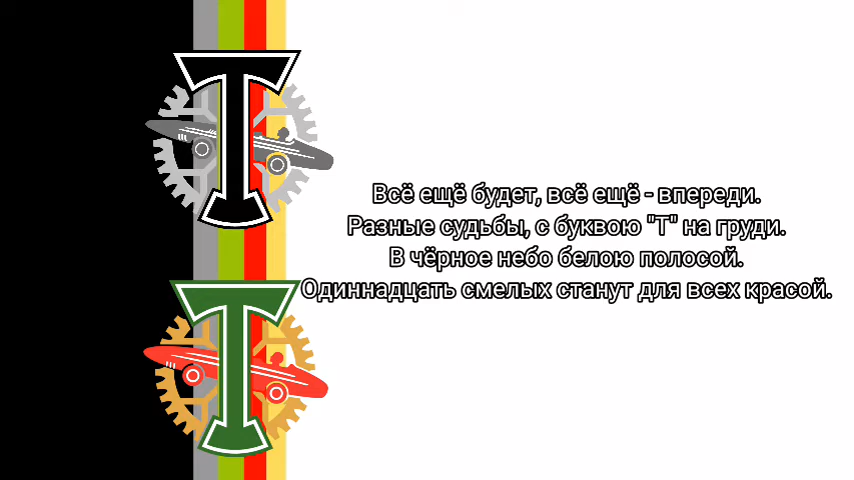 Т
Т
Всё ещё будет, всё ещё - впереди.
Разные судьбы, с буквою "Т" на груди.
В чёрное небо белою полосой.
Одиннадцать смелых станут для всех красой.